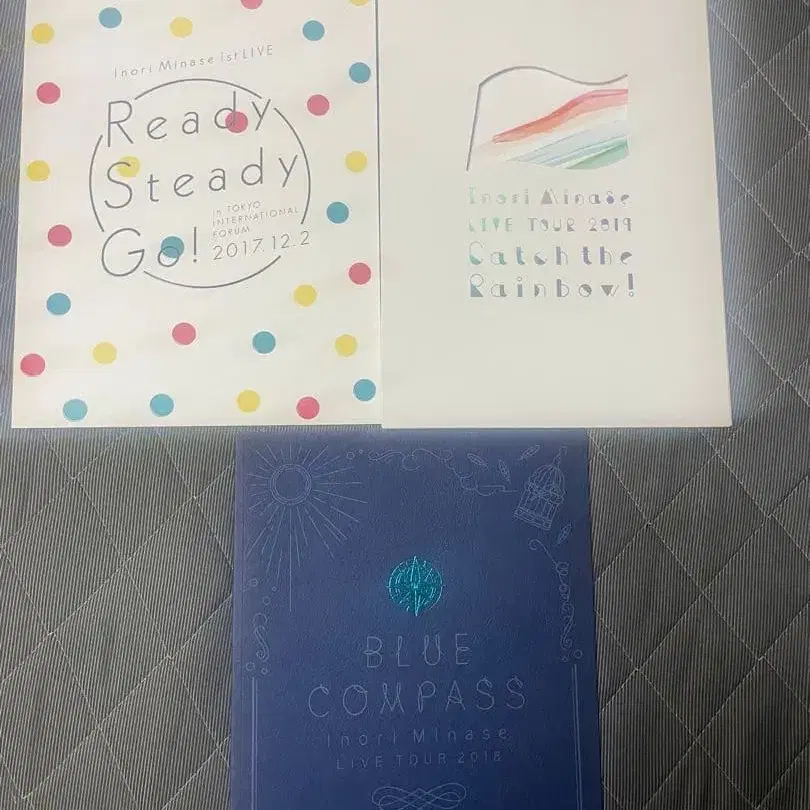 Inori Minase 1st LIVE
Ready
Steady
Go!
in TOKYO
INTERNATIONAL
FORUM
2017.12.2
Inori Minase
LIVE TOUR 2019
Catch the
Rainbow!
BLUE
COMPASS
Inori Minase
LIVE TOUR 2018